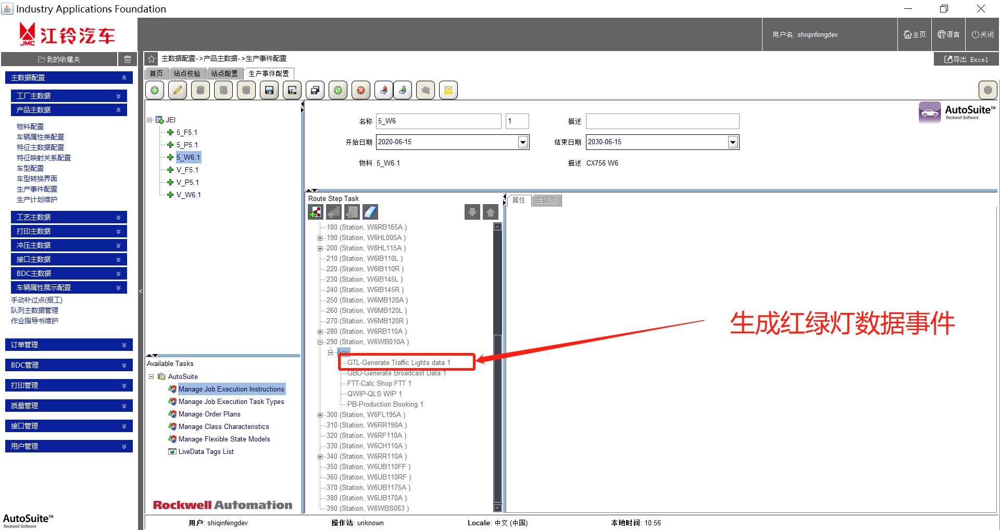 Industry Applications Foundation
JMC 江铃汽车
用户名: shiqinfengdev
主页
语言
关闭
我的收藏夹
主数据配置->产品主数据->生产事件配置
导出 Excel
首页
站点校验
站点配置
生产事件配置
主数据配置
工厂主数据
产品主数据
物料配置
车辆属性类配置
特征主数据配置
特征映射关系配置
车型配置
车型转换界面
生产事件配置
生产计划维护
工艺主数据
打印主数据
冲压主数据
接口主数据
BDC主数据
车辆属性展示配置
手动补过点(报工)
队列主数据管理
作业指导书维护
订单管理
BDC管理
打印管理
质量管理
接口管理
用户管理
AutoSuite™
Rockwell Software
JEI
5_F5.1
5_P5.1
5_W6.1
V_F5.1
V_P5.1
V_W6.1
Available Tasks
AutoSuite
Manage Job Execution Instructions
Manage Job Execution Task Types
Manage Order Plans
Manage Class Characteristics
Manage Flexible State Models
LiveData Tags List
Rockwell Automation
名称 5_W6 1 描述
开始日期 2020-06-15 结束日期 2030-06-15
物料 5_W6.1 描述 CX756 W6
AutoSuite™
Rockwell Software
Route Step Task
属性
主属性
180 (Station, W6RB165A )
190 (Station, W6HL005A )
200 (Station, W6HL115A )
210 (Station, W6IB110L )
220 (Station, W6IB110R )
230 (Station, W6IB145L )
240 (Station, W6IB145R )
250 (Station, W6MB120A )
260 (Station, W6MB120L )
270 (Station, W6MB120R )
280 (Station, W6RB110A )
290 (Station, W6WB010A )
Any
GTL-Generate Traffic Lights data 1
GBD-Generate Broadcast Data 1
FTT-Calc Shop FTT 1
QWIP-QLS WIP 1
PB-Production Booking 1
300 (Station, W6FL195A )
310 (Station, W6RR190A )
320 (Station, W6RF110A )
330 (Station, W6CH110A )
340 (Station, W6RR110A )
350 (Station, W6UB110FF )
360 (Station, W6UB110RF )
370 (Station, W6UB1175A )
380 (Station, W6UB170A )
390 (Station, W6WBS063 )
生成红绿灯数据事件
用户: shiqinfengdev 操作站: unknown Locale: 中文 (中国) 本地时间: 10:56